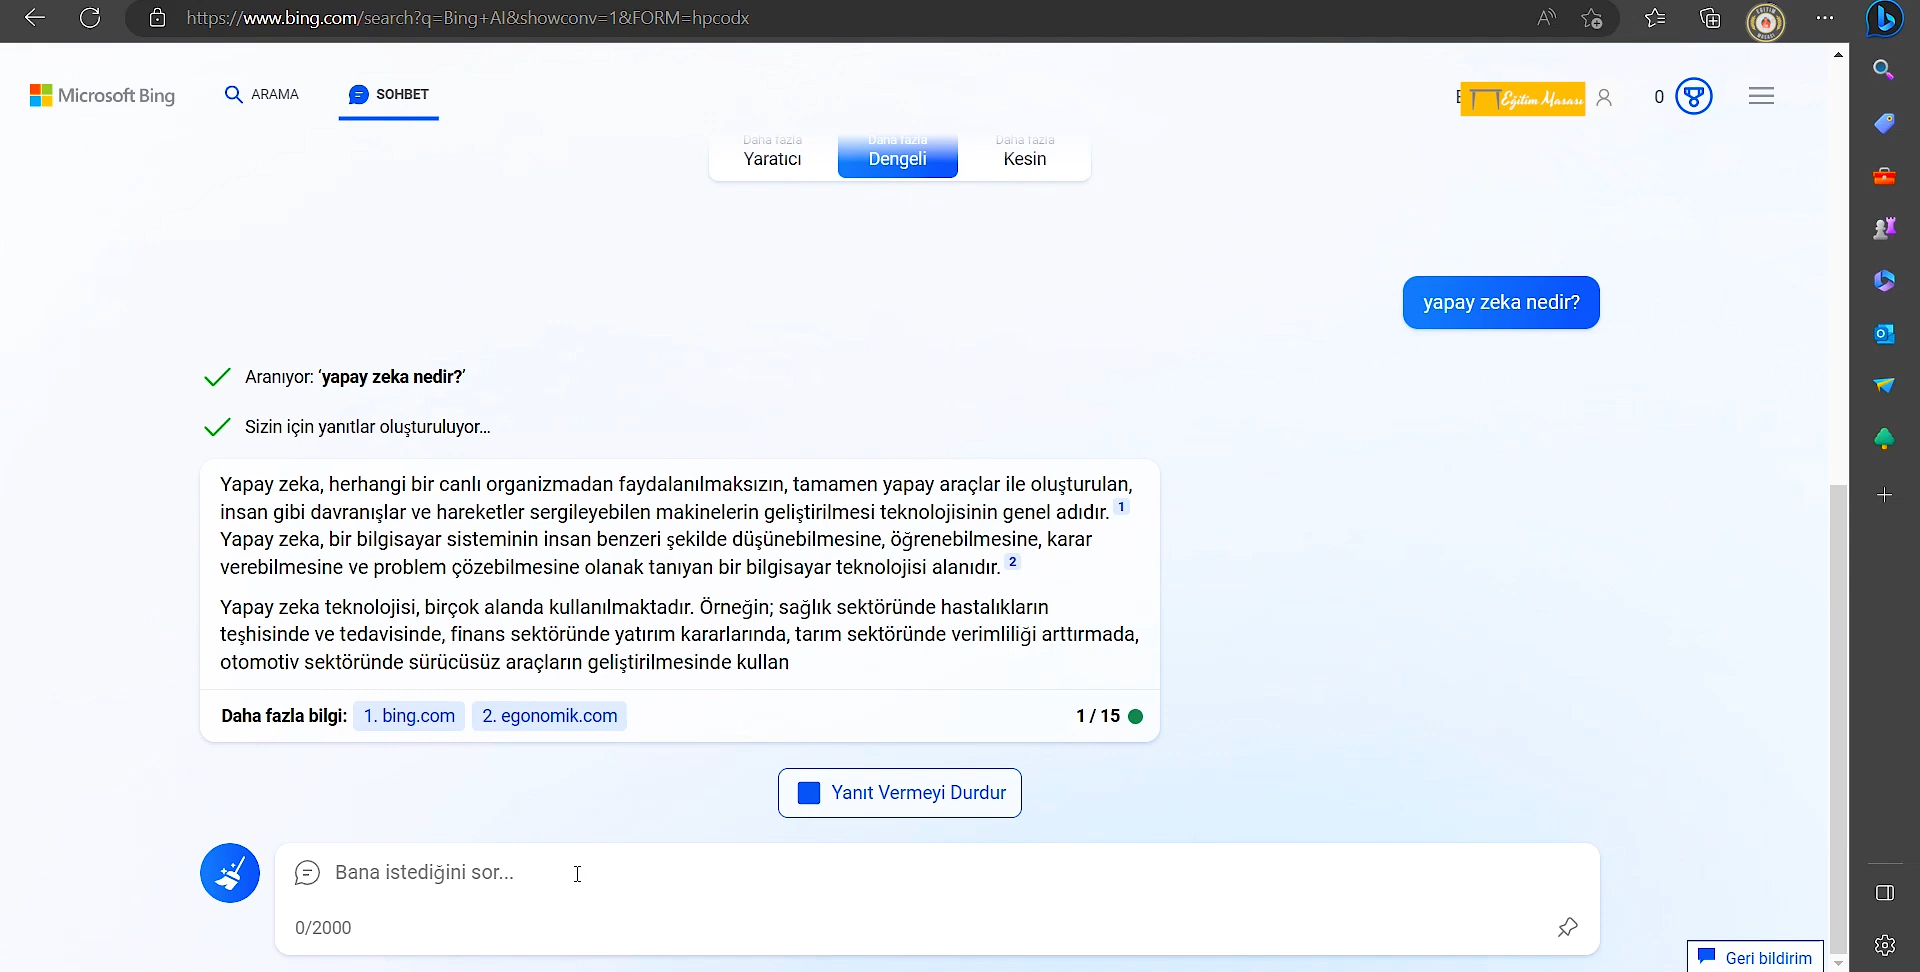 https://www.bing.com/search?q=Bing+AI&showconv=1&FORM=hpcodx
Microsoft Bing
ARAMA
SOHBET
Eğitim Masası
0
Daha fazla
Yaratıcı
Daha fazla
Dengeli
Daha fazla
Kesin
yapay zeka nedir?
Aranıyor: ‘yapay zeka nedir?’
Sizin için yanıtlar oluşturuluyor...
Yapay zeka, herhangi bir canlı organizmadan faydalanılmaksızın, tamamen yapay araçlar ile oluşturulan,
insan gibi davranışlar ve hareketler sergileyebilen makinelerin geliştirilmesi teknolojisinin genel adıdır. 1
Yapay zeka, bir bilgisayar sisteminin insan benzeri şekilde düşünebilmesine, öğrenebilmesine, karar
verebilmesine ve problem çözebilmesine olanak tanıyan bir bilgisayar teknolojisi alanıdır. 2
Yapay zeka teknolojisi, birçok alanda kullanılmaktadır. Örneğin; sağlık sektöründe hastalıkların
teşhisinde ve tedavisinde, finans sektöründe yatırım kararlarında, tarım sektöründe verimliliği arttırmada,
otomotiv sektöründe sürücüsüz araçların geliştirilmesinde kullan
Daha fazla bilgi: 1. bing.com 2. egonomik.com 1 / 15
Yanıt Vermeyi Durdur
Bana istediğini sor...
0/2000
Geri bildirim